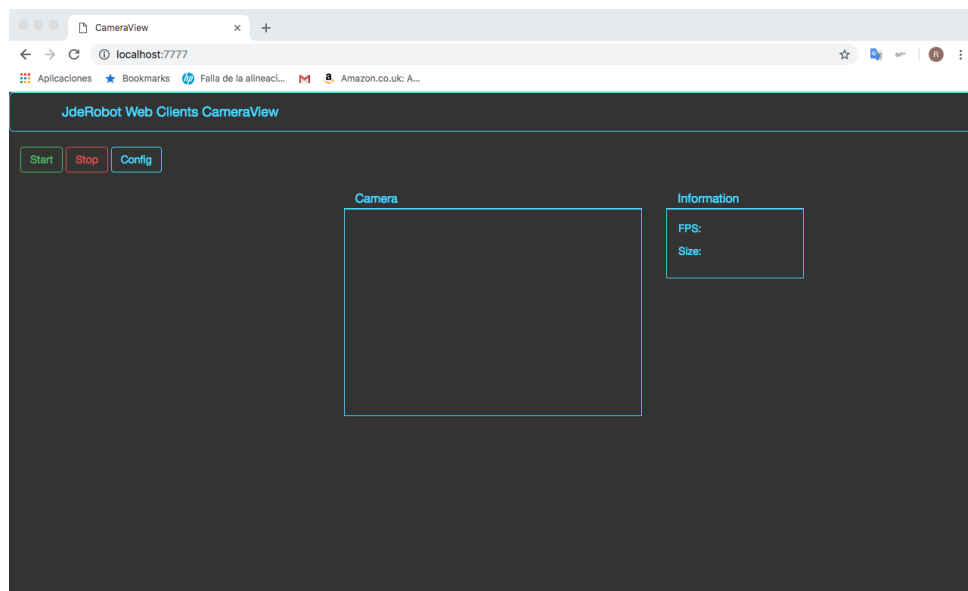 CameraView
localhost:7777
Aplicaciones Bookmarks Falla de la alineaci... Amazon.co.uk: A...
JdeRobot Web Clients CameraView
Start Stop Config
Camera
Information
FPS:
Size: